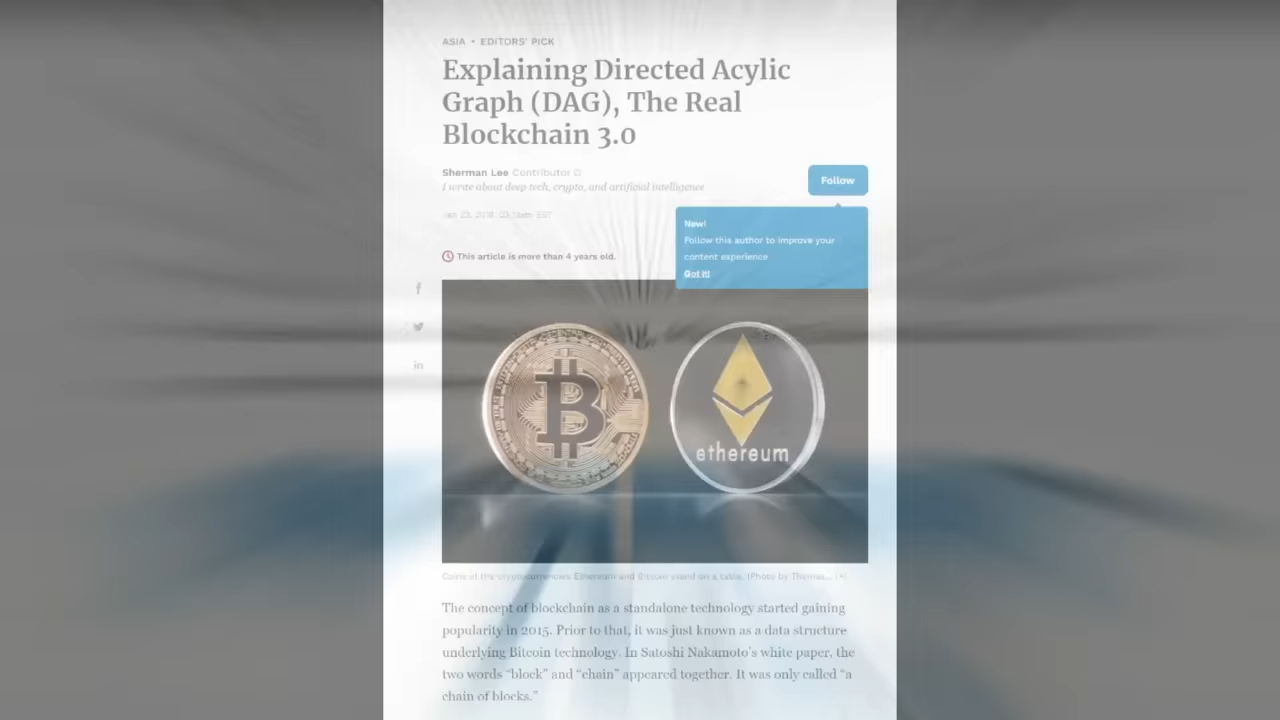 ASIA • EDITORS' PICK
Explaining Directed Acylic
Graph (DAG), The Real
Blockchain 3.0
Sherman Lee Contributor
I write about deep tech, crypto, and artificial intelligence
Follow
Jan 2018, EST
New!
Follow this author to improve your
content experience
Got it!
This article is more than 4 years old.
f
in
ethereum
Coins of the cryptocurrencies Ethereum and Bitcoin stand on a table. (Photo by Thomas... [+]
The concept of blockchain as a standalone technology started gaining
popularity in 2015. Prior to that, it was just known as a data structure
underlying Bitcoin technology. In Satoshi Nakamoto's white paper, the
two words “block” and “chain” appeared together. It was only called “a
chain of blocks.”